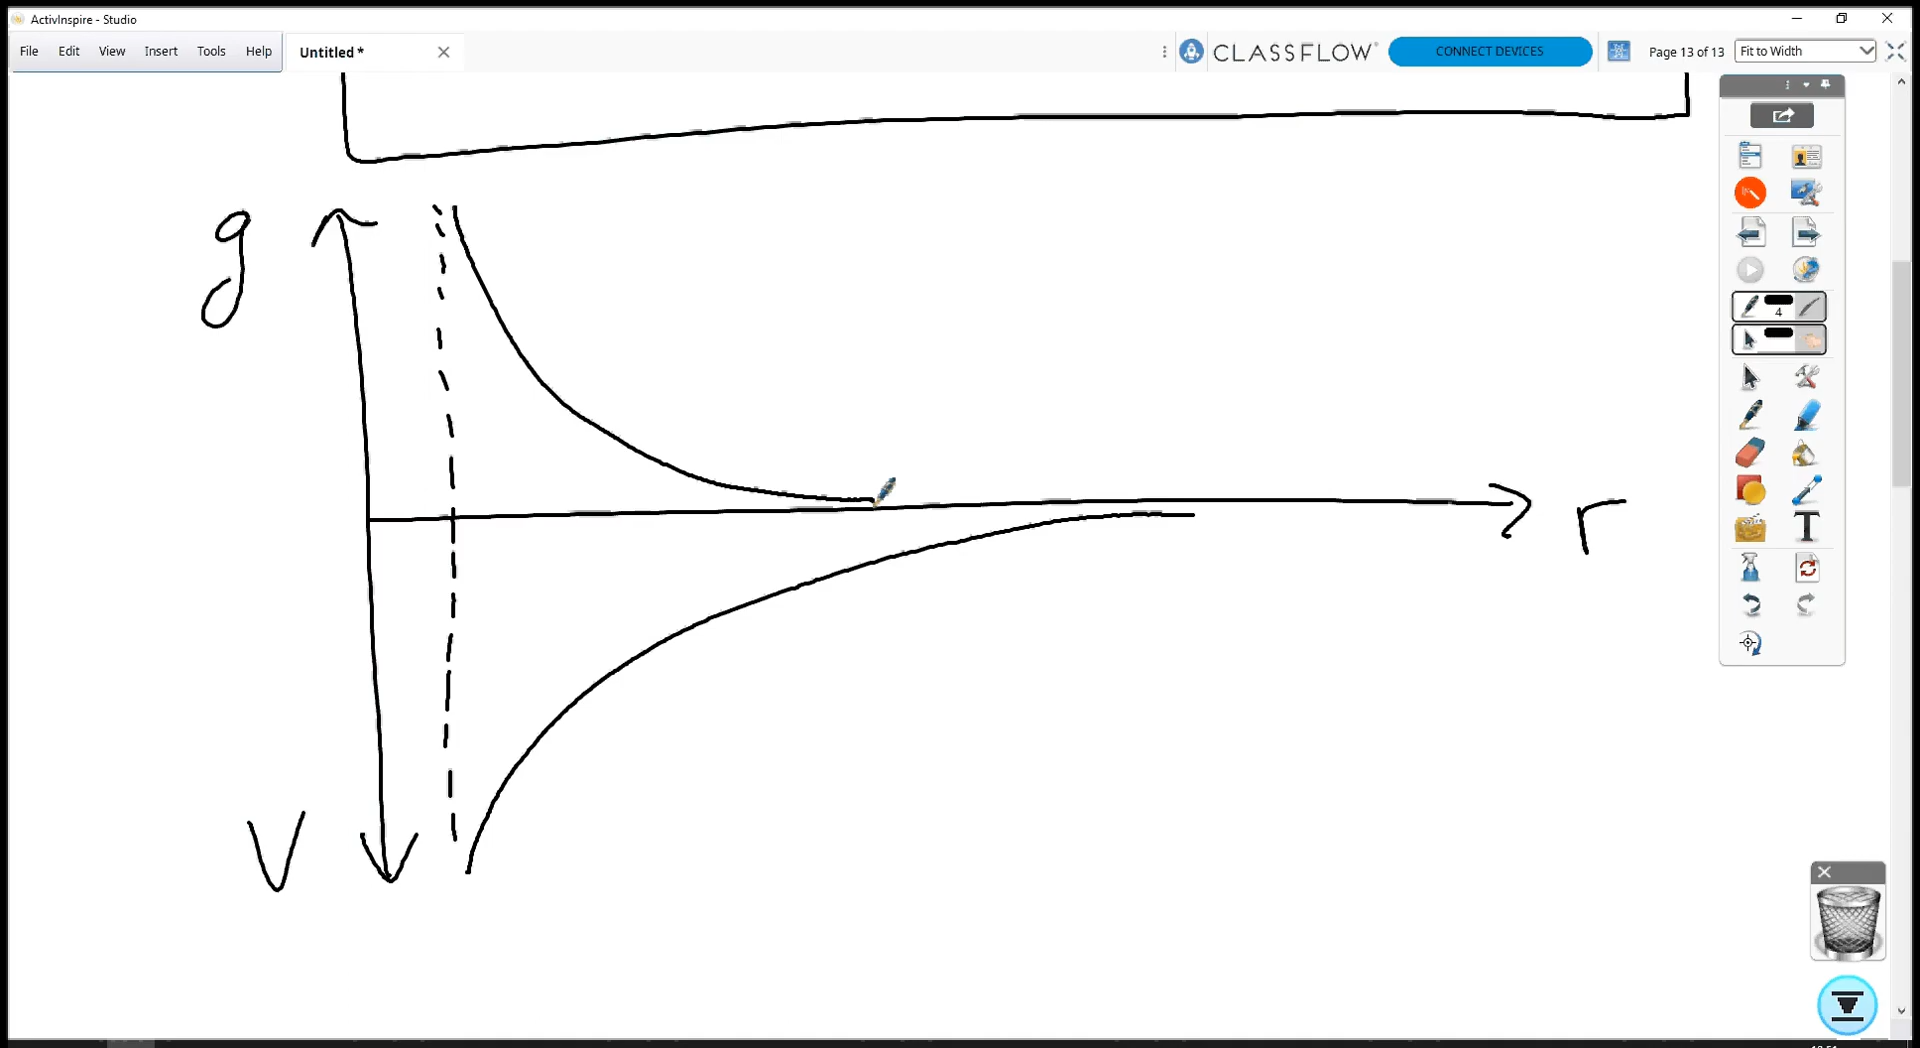 ActivInspire - Studio
File Edit View Insert Tools Help Untitled * CLASSFLOW CONNECT DEVICES Page 13 of 13 Fit to Width
g
4
r
T
V